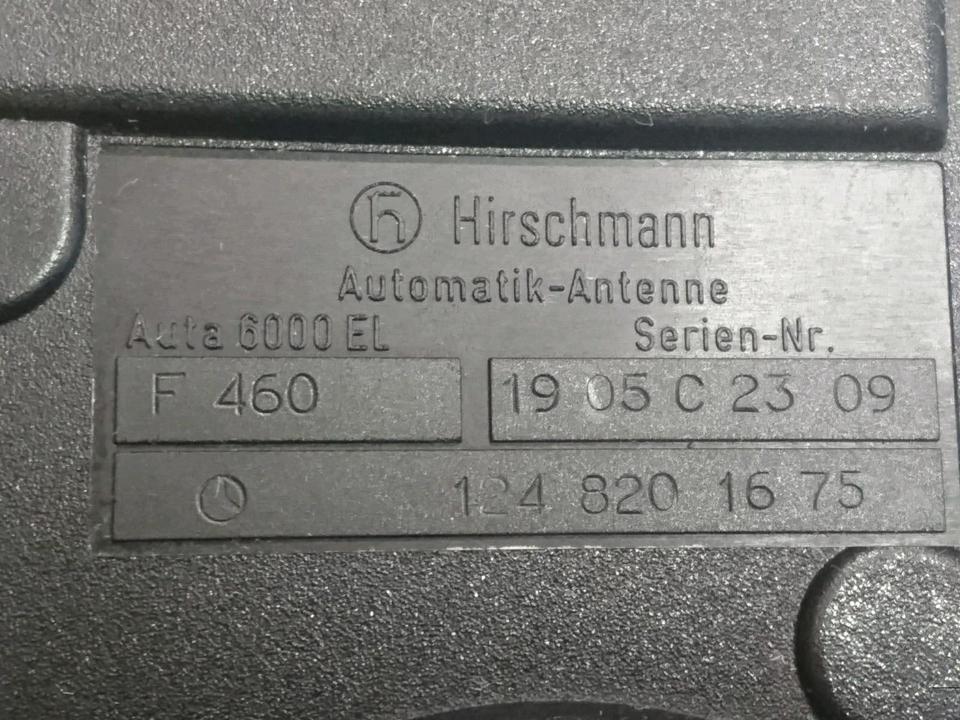 h Hirschmann
Automatik-Antenne
Auta 6000 EL Serien-Nr.
F 460 19 05 C 23 09
124 820 16 75